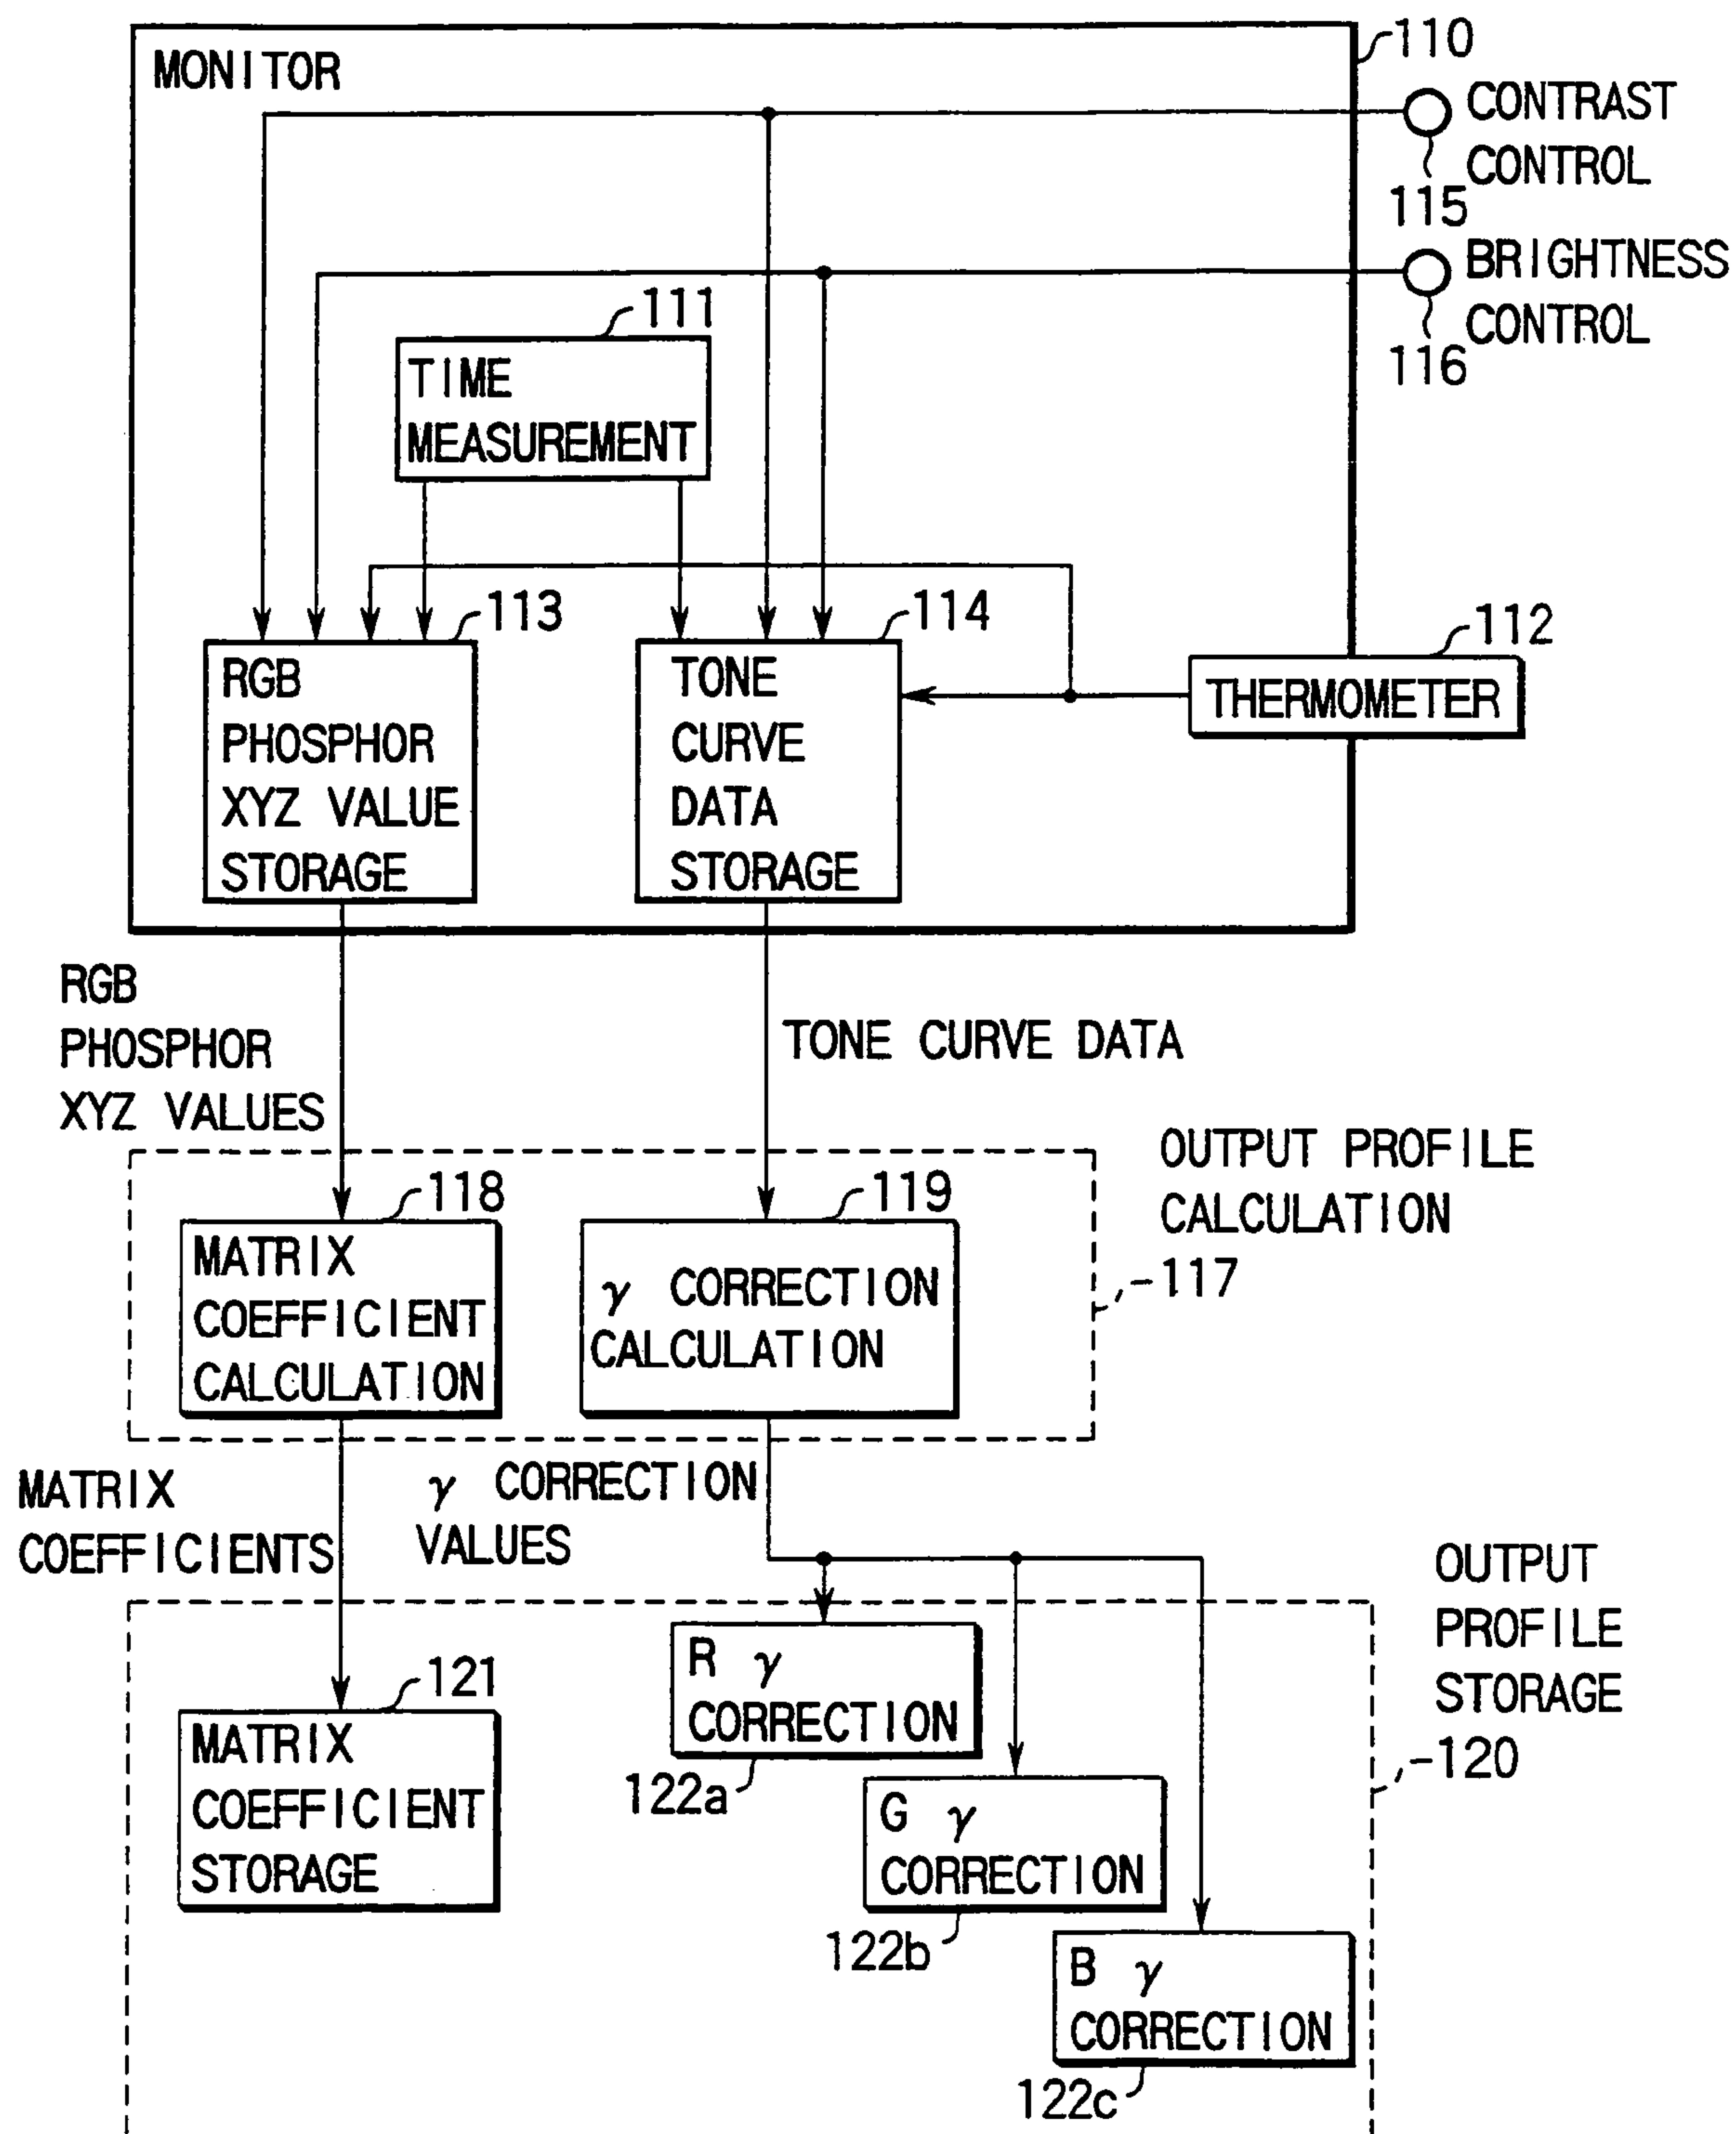 MONITOR
110
CONTRAST
CONTROL
115
BRIGHTNESS
CONTROL
116
111
TIME
MEASUREMENT
113
114
112
RGB
PHOSPHOR
XYZ VALUE
STORAGE
TONE
CURVE
DATA
STORAGE
THERMOMETER
RGB
PHOSPHOR
XYZ VALUES
TONE CURVE DATA
OUTPUT PROFILE
CALCULATION
117
118
119
MATRIX
COEFFICIENT
CALCULATION
γ CORRECTION
CALCULATION
MATRIX
COEFFICIENTS
γ CORRECTION
VALUES
OUTPUT
PROFILE
STORAGE
120
121
MATRIX
COEFFICIENT
STORAGE
R γ
CORRECTION
122a
G γ
CORRECTION
122b
B γ
CORRECTION
122c